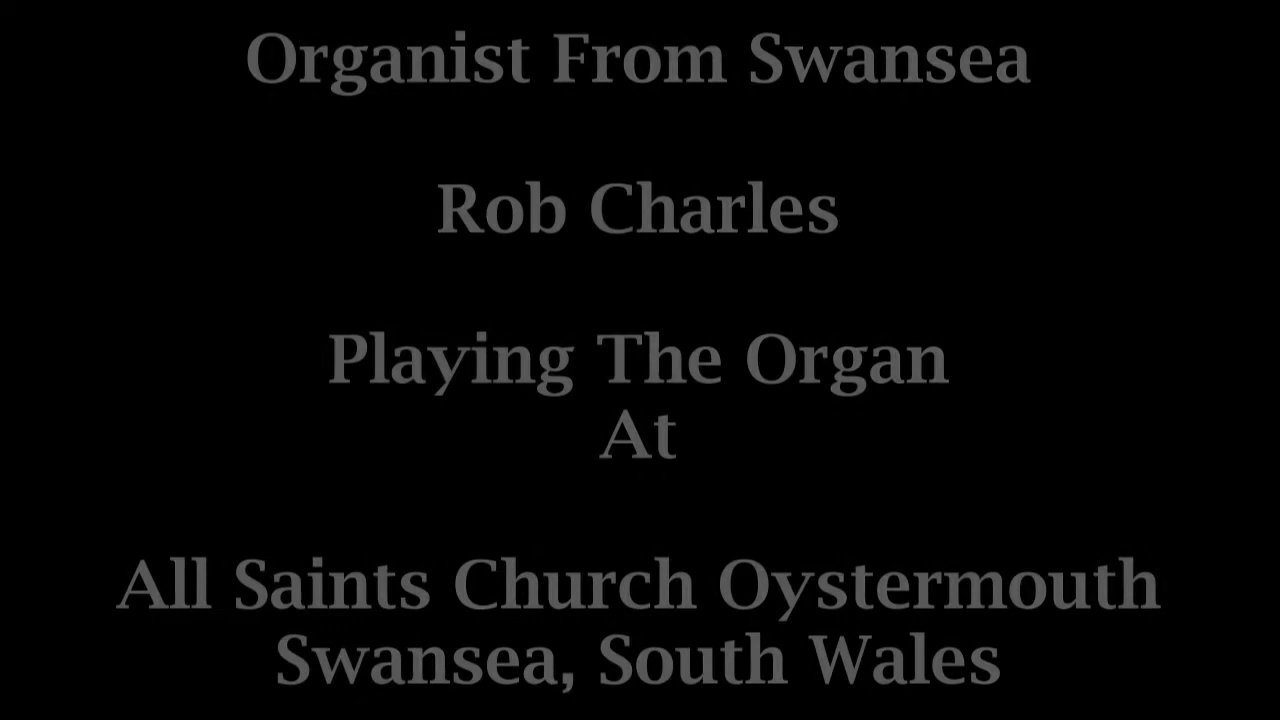 Organist From Swansea
Rob Charles
Playing The Organ
At
All Saints Church Oystermouth
Swansea, South Wales